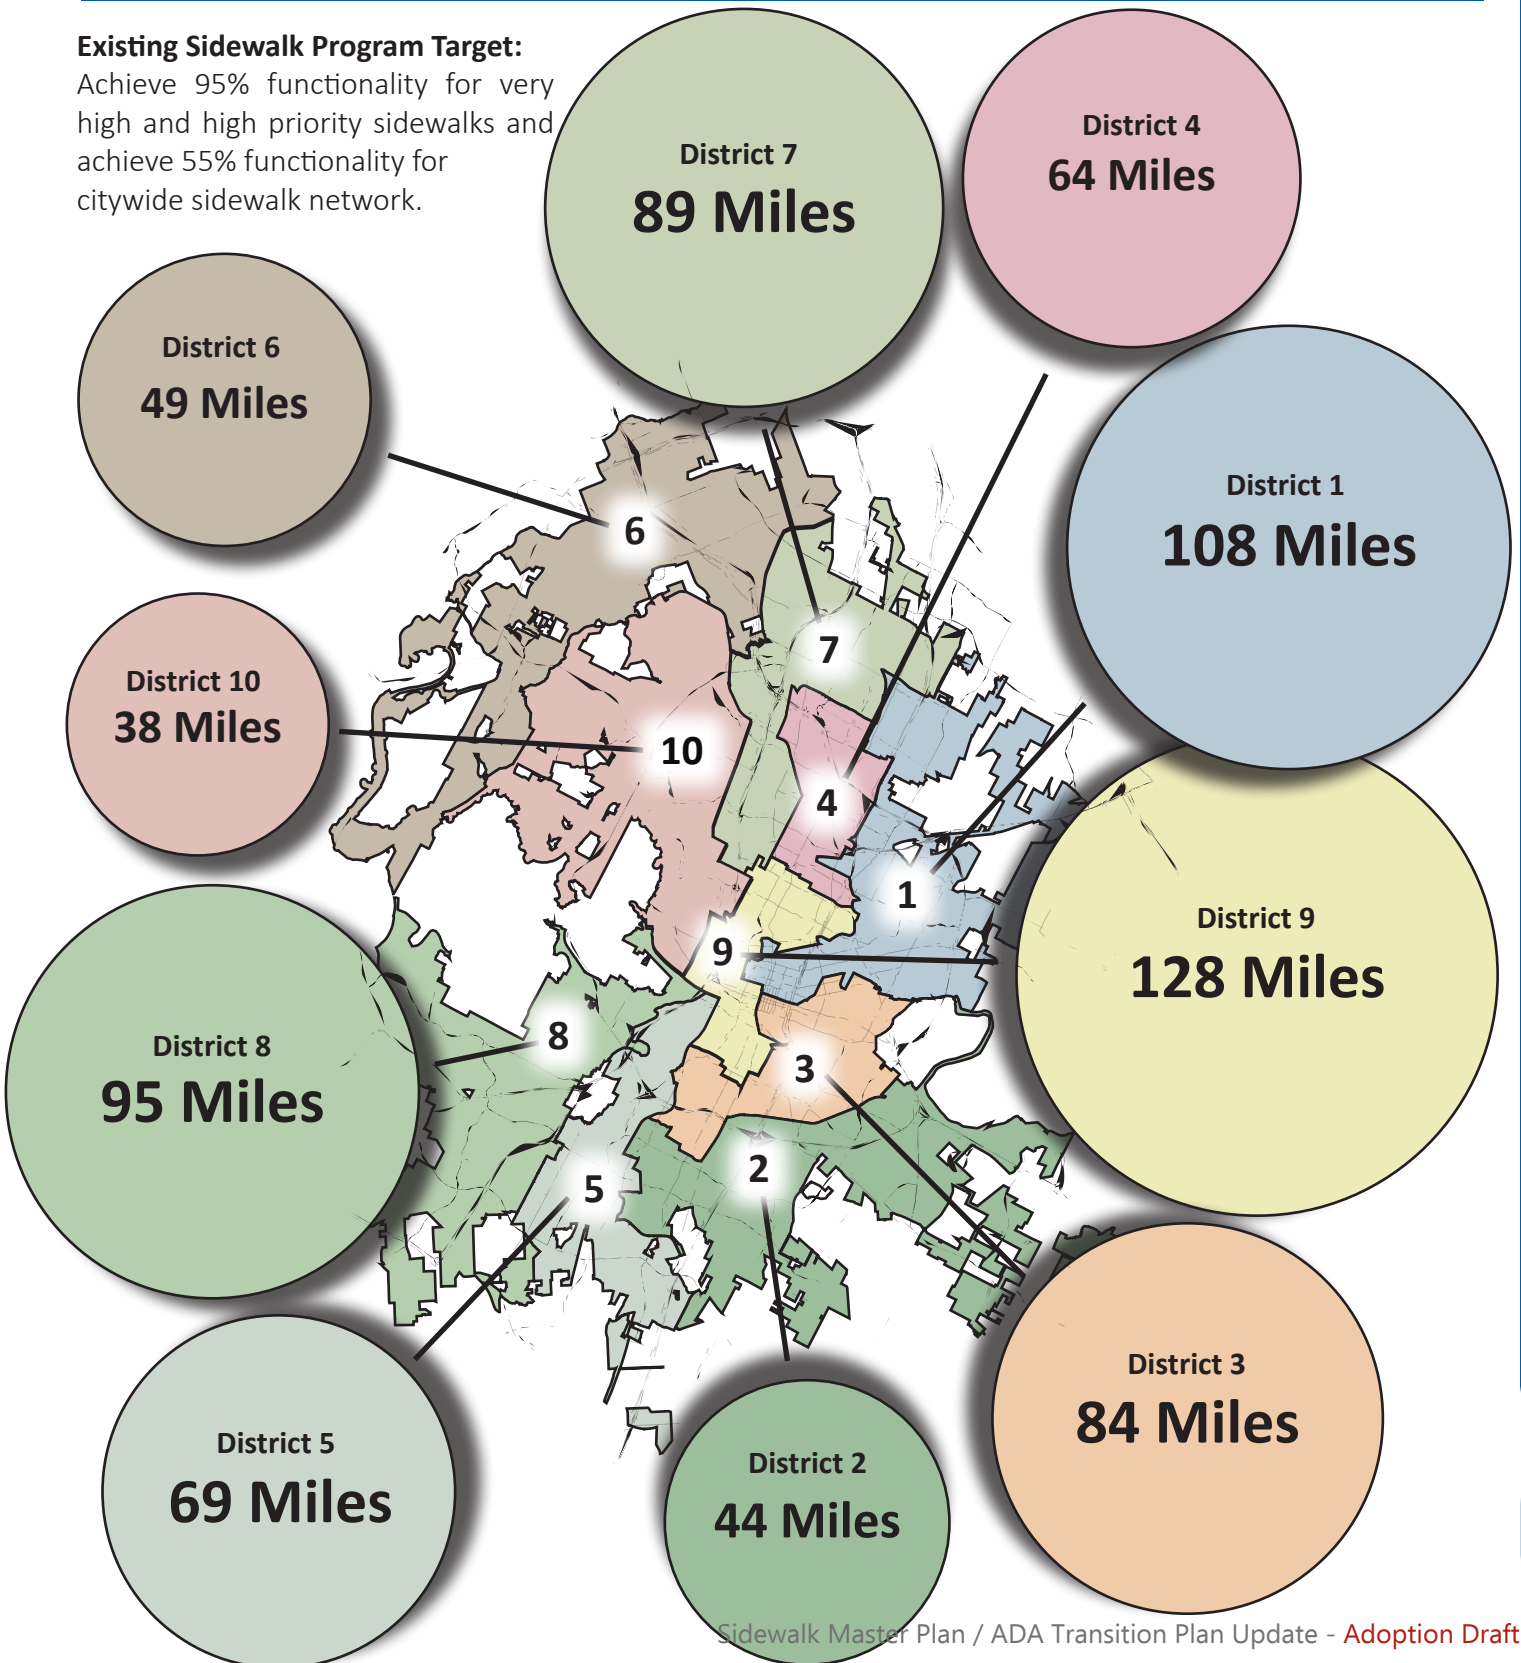 Existing Sidewalk Program Target:
Achieve 95% functionality for very
high and high priority sidewalks and
achieve 55% functionality for
citywide sidewalk network.
District 7
89 Miles
District 4
64 Miles
District 6
49 Miles
District 1
108 Miles
District 10
38 Miles
District 9
128 Miles
District 8
95 Miles
District 3
84 Miles
District 5
69 Miles
District 2
44 Miles
6
7
10
4
1
9
8
3
2
5
Sidewalk Master Plan / ADA Transition Plan Update - Adoption Draft